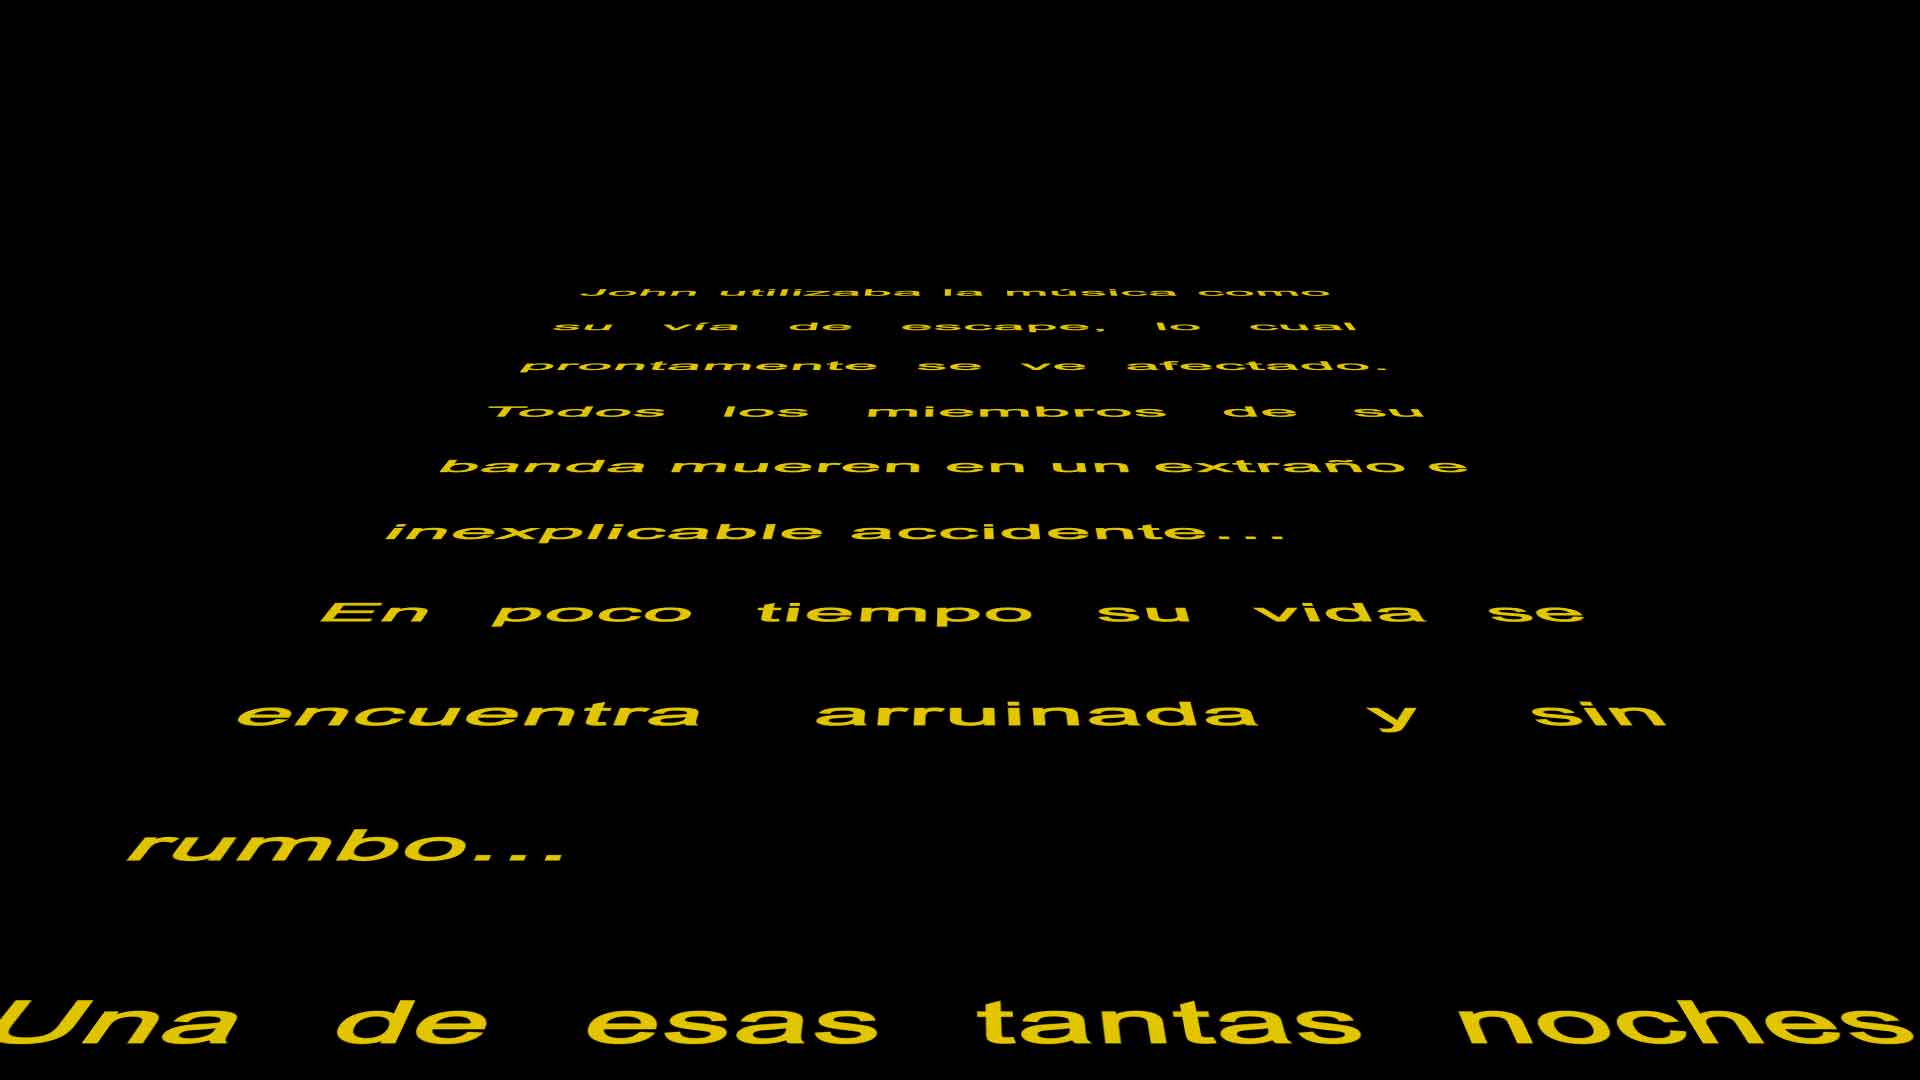 John utilizaba la música como
su vía de escape, lo cual
prontamente se ve afectado.
Todos los miembros de su
banda mueren en un extraño e
inexplicable accidente...
En poco tiempo su vida se
encuentra arruinada y sin
rumbo...
Una de esas tantas noches